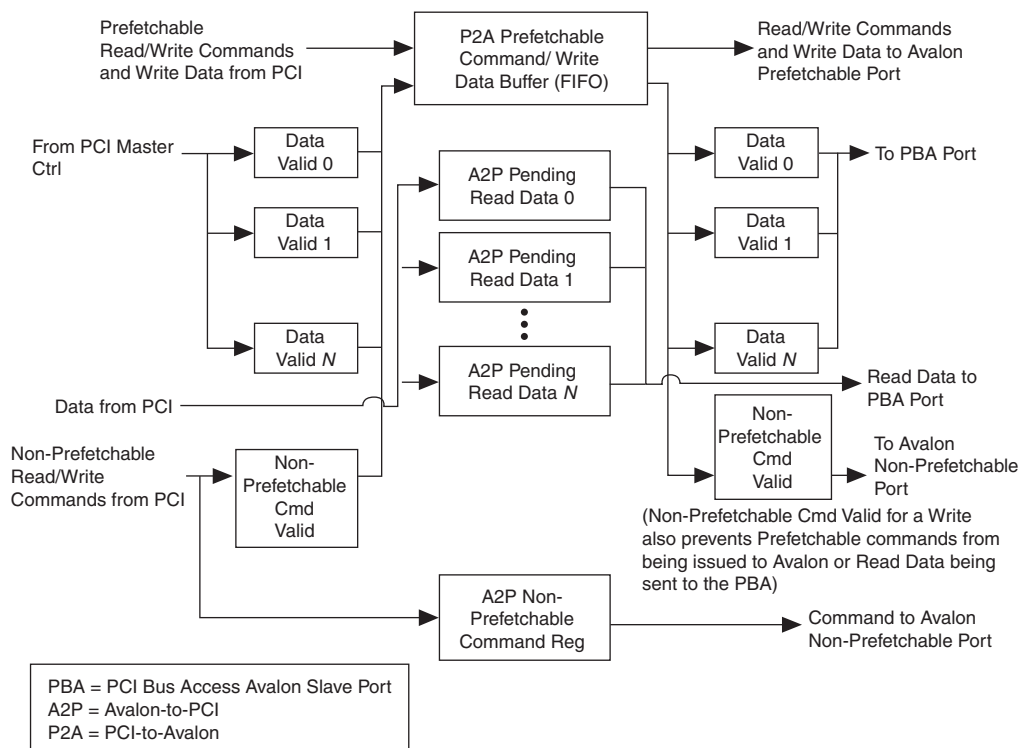 Prefetchable
Read/Write Commands
and Write Data from PCI
P2A Prefetchable
Command/ Write
Data Buffer (FIFO)
Read/Write Commands
and Write Data to Avalon
Prefetchable Port
From PCI Master
Ctrl
Data
Valid 0
Data
Valid 1
Data
Valid N
A2P Pending
Read Data 0
A2P Pending
Read Data 1
A2P Pending
Read Data N
Data
Valid 0
Data
Valid 1
Data
Valid N
To PBA Port
Data from PCI
Read Data to
PBA Port
Non-Prefetchable
Read/Write
Commands from PCI
Non-
Prefetchable
Cmd
Valid
Non-
Prefetchable
Cmd
Valid
To Avalon
Non-Prefetchable
Port
(Non-Prefetchable Cmd Valid for a Write
also prevents Prefetchable commands from
being issued to Avalon or Read Data being
sent to the PBA)
A2P Non-
Prefetchable
Command Reg
Command to Avalon
Non-Prefetchable Port
PBA = PCI Bus Access Avalon Slave Port
A2P = Avalon-to-PCI
P2A = PCI-to-Avalon